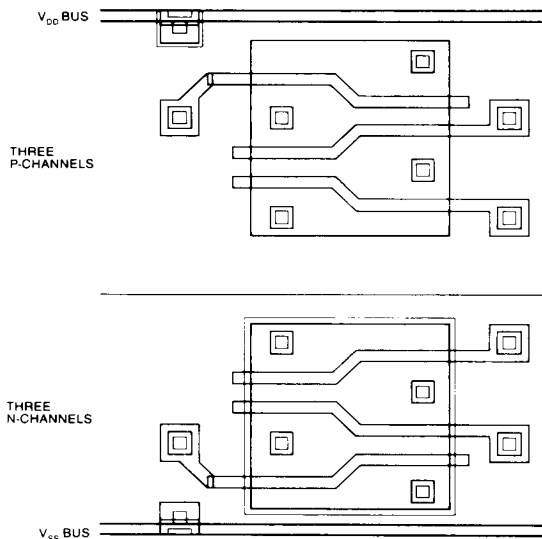 V_DD BUS
THREE
P-CHANNELS
THREE
N-CHANNELS
V_SS BUS